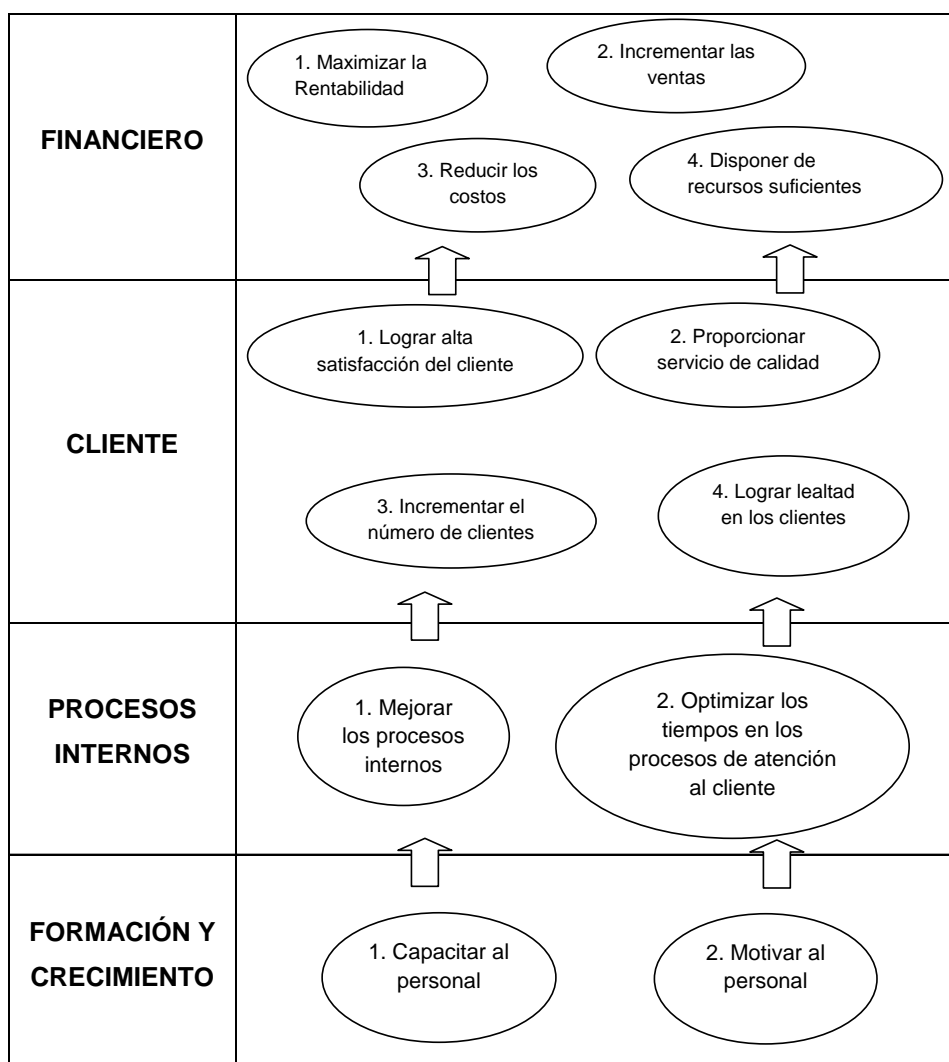 FINANCIERO
1. Maximizar la
Rentabilidad
2. Incrementar las
ventas
3. Reducir los
costos
4. Disponer de
recursos suficientes
CLIENTE
1. Lograr alta
satisfacción del cliente
2. Proporcionar
servicio de calidad
3. Incrementar el
número de clientes
4. Lograr lealtad
en los clientes
PROCESOS
INTERNOS
1. Mejorar
los procesos
internos
2. Optimizar los
tiempos en los
procesos de atención
al cliente
FORMACIÓN Y
CRECIMIENTO
1. Capacitar al
personal
2. Motivar al
personal